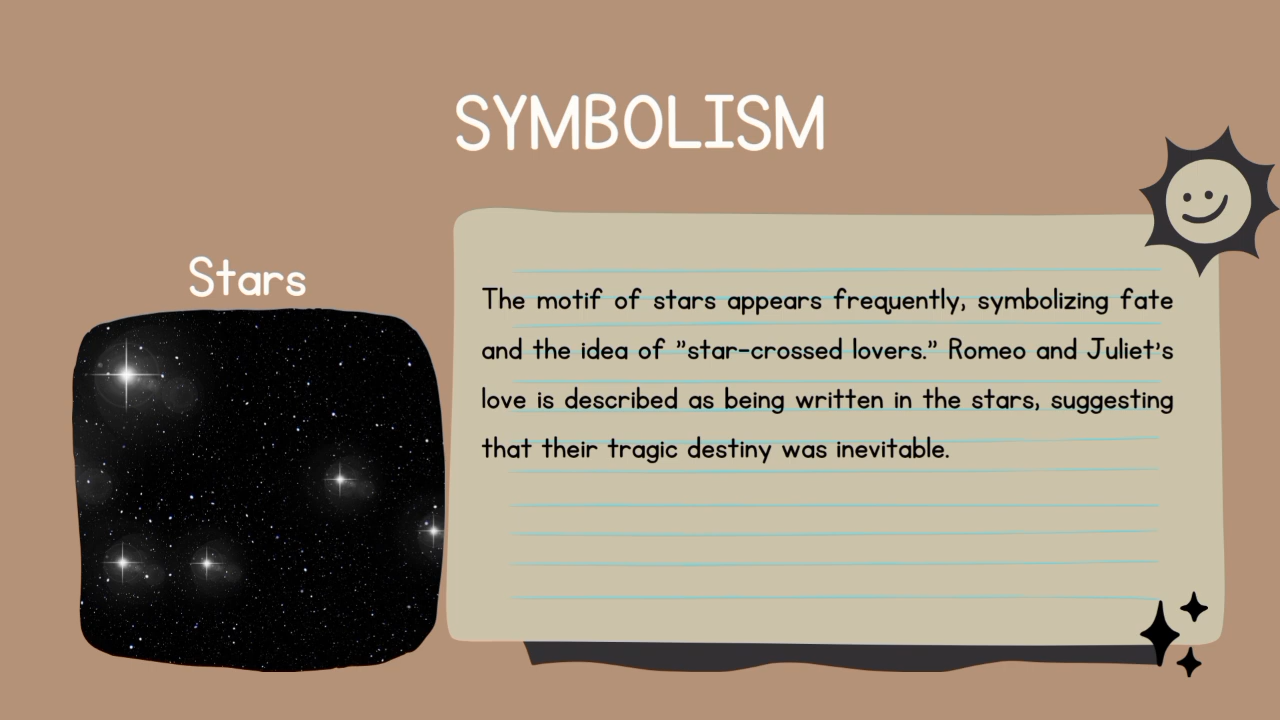 SYMBOLISM
Stars
The motif of stars appears frequently, symbolizing fate
and the idea of ”star-crossed lovers.” Romeo and Juliet’s
love is described as being written in the stars, suggesting
that their tragic destiny was inevitable.